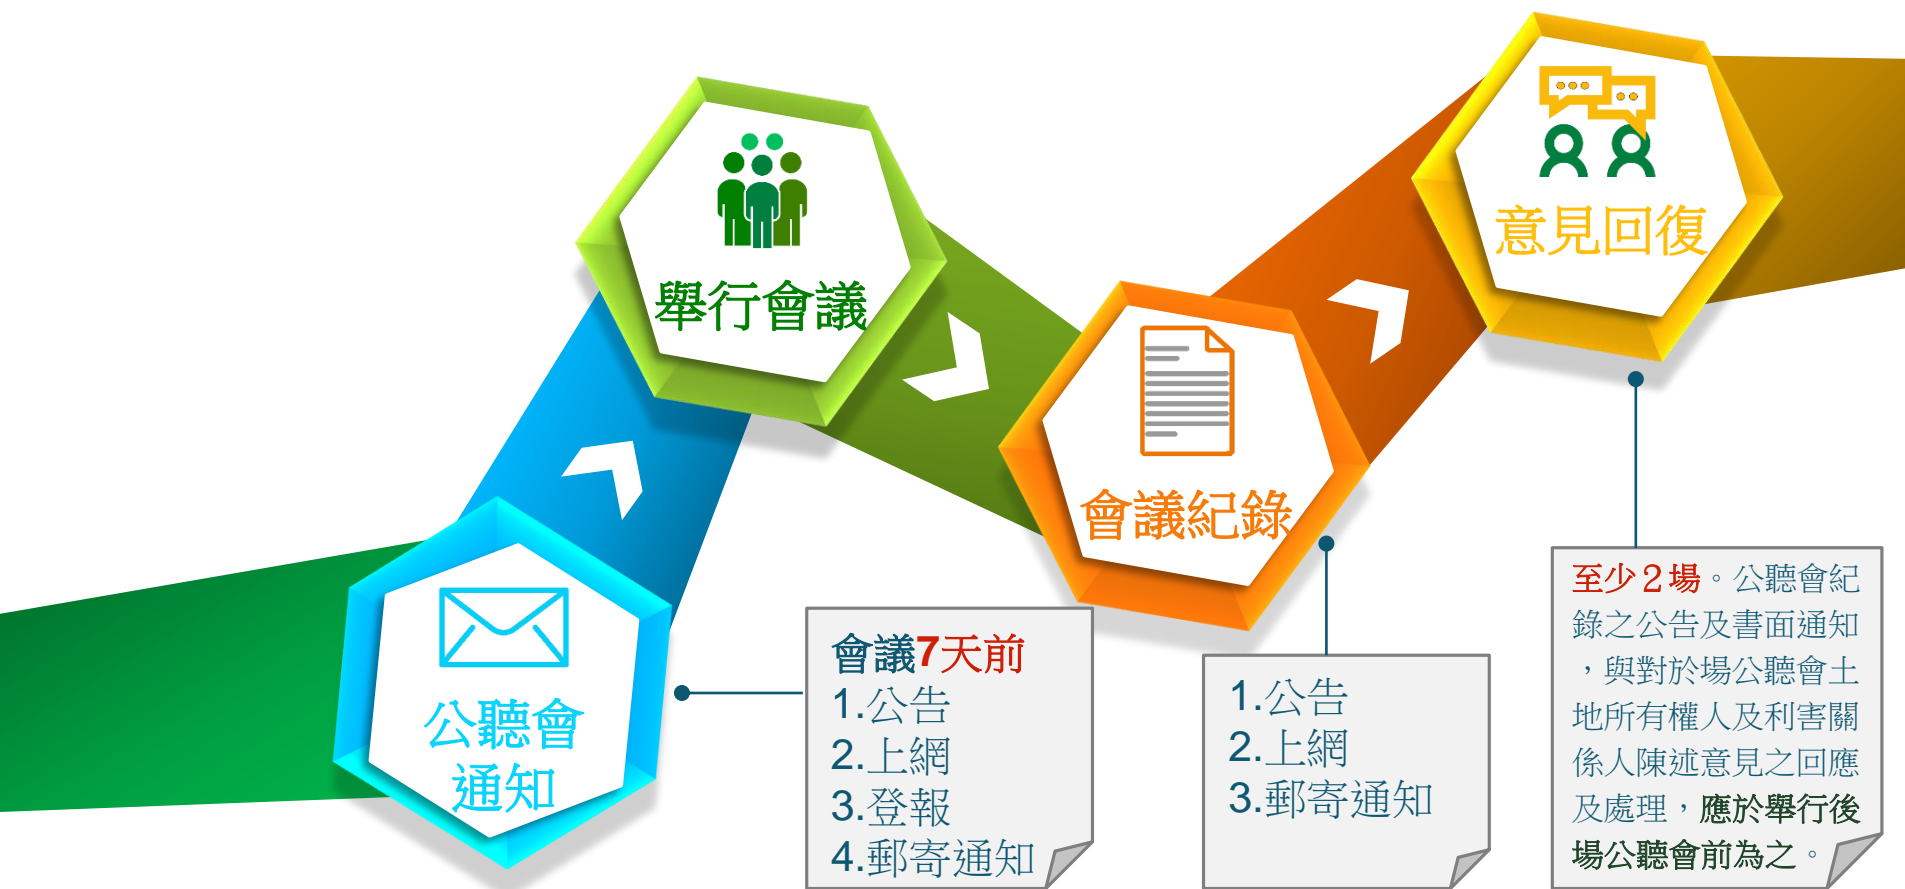 公聽會
通知
會議7天前
1.公告
2.上網
3.登報
4.郵寄通知
舉行會議
會議紀錄
1.公告
2.上網
3.郵寄通知
意見回復
至少２場。公聽會紀
錄之公告及書面通知
，與對於場公聽會土
地所有權人及利害關
係人陳述意見之回應
及處理，應於舉行後
場公聽會前為之。